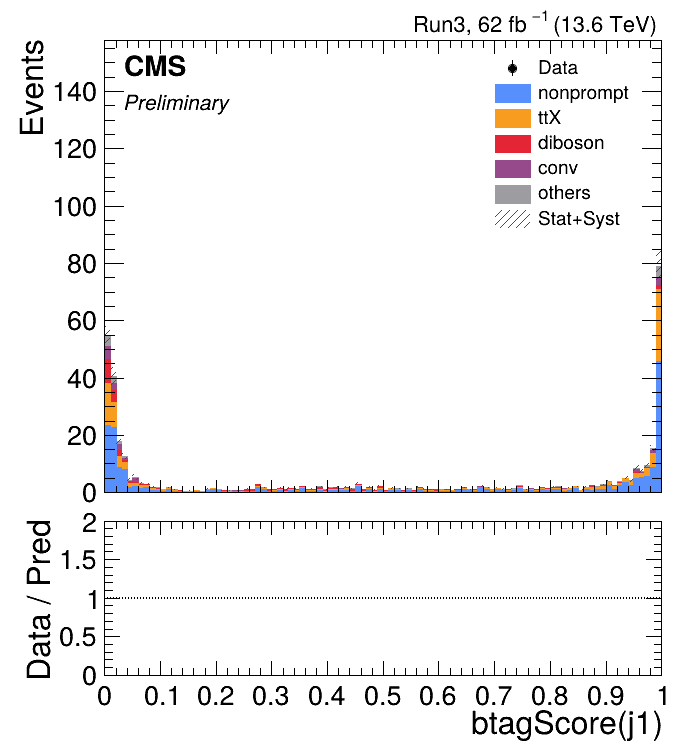 Run3, 62 fb⁻¹ (13.6 TeV)
CMS
Preliminary
Events
140
120
100
80
60
40
20
0
Data
nonprompt
ttX
diboson
conv
others
Stat+Syst
Data / Pred
2
1.5
1
0.5
0
0 0.1 0.2 0.3 0.4 0.5 0.6 0.7 0.8 0.9 1
btagScore(j1)